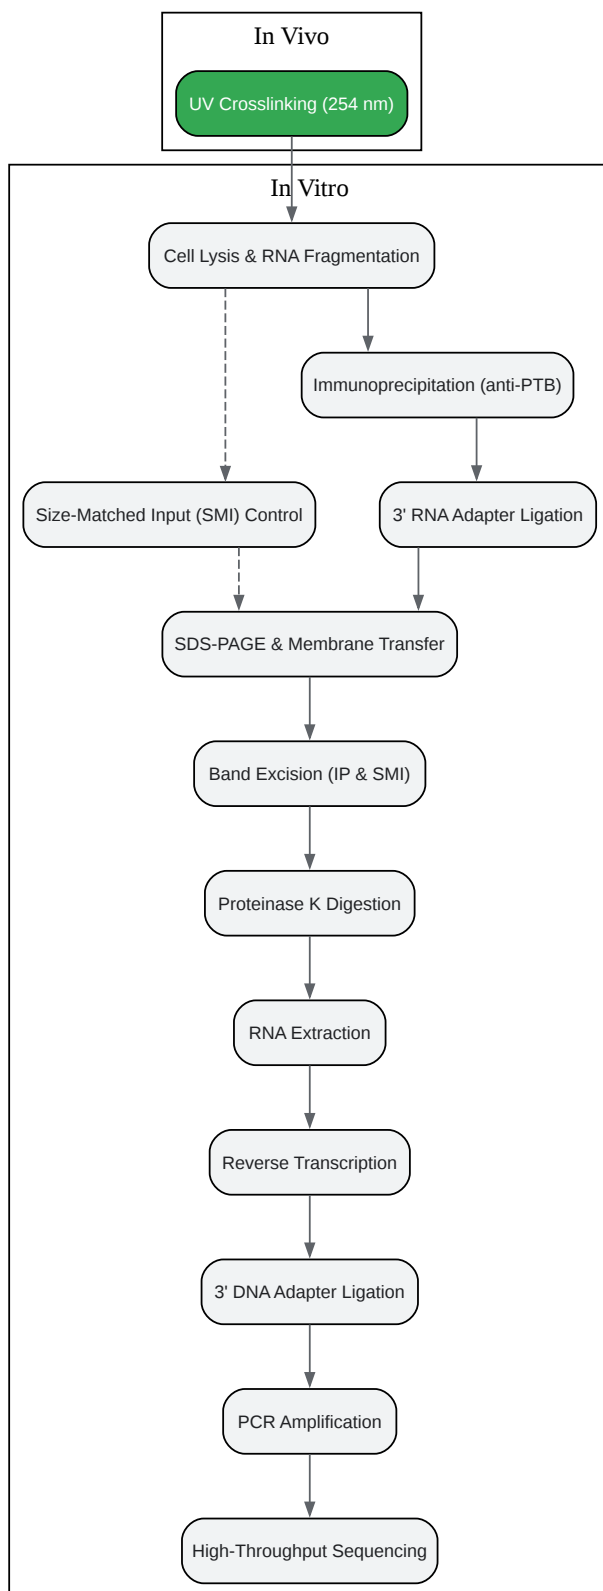 In Vivo
UV Crosslinking (254 nm)
In Vitro
Cell Lysis & RNA Fragmentation
Immunoprecipitation (anti-PTB)
Size-Matched Input (SMI) Control
3' RNA Adapter Ligation
SDS-PAGE & Membrane Transfer
Band Excision (IP & SMI)
Proteinase K Digestion
RNA Extraction
Reverse Transcription
3' DNA Adapter Ligation
PCR Amplification
High-Throughput Sequencing